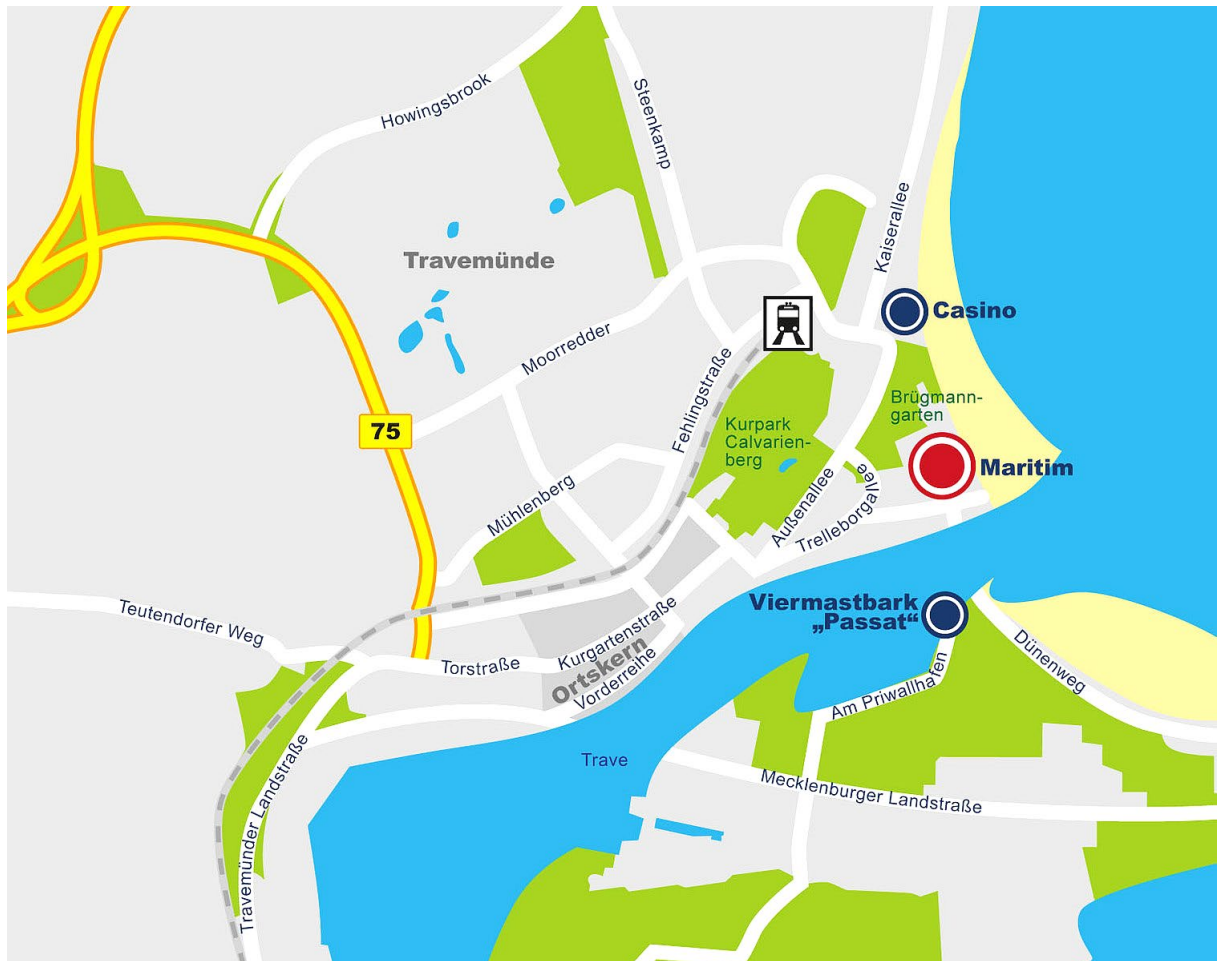 Howingsbrook
Steenkamp
Kaiserallee
Travemünde
Casino
Moorredder
Fehlingstraße
Brügmann-
garten
75
Kurpark
Calvarien-
berg
Maritim
Mühlenberg
Außenallee
Trelleborgallee
Teutendorfer Weg
Viermastbark
„Passat“
Kurgartenstraße
Torstraße
Ortskern
Vorderreihe
Dünenweg
Am Priwallhafen
Travemünder Landstraße
Trave
Mecklenburger Landstraße